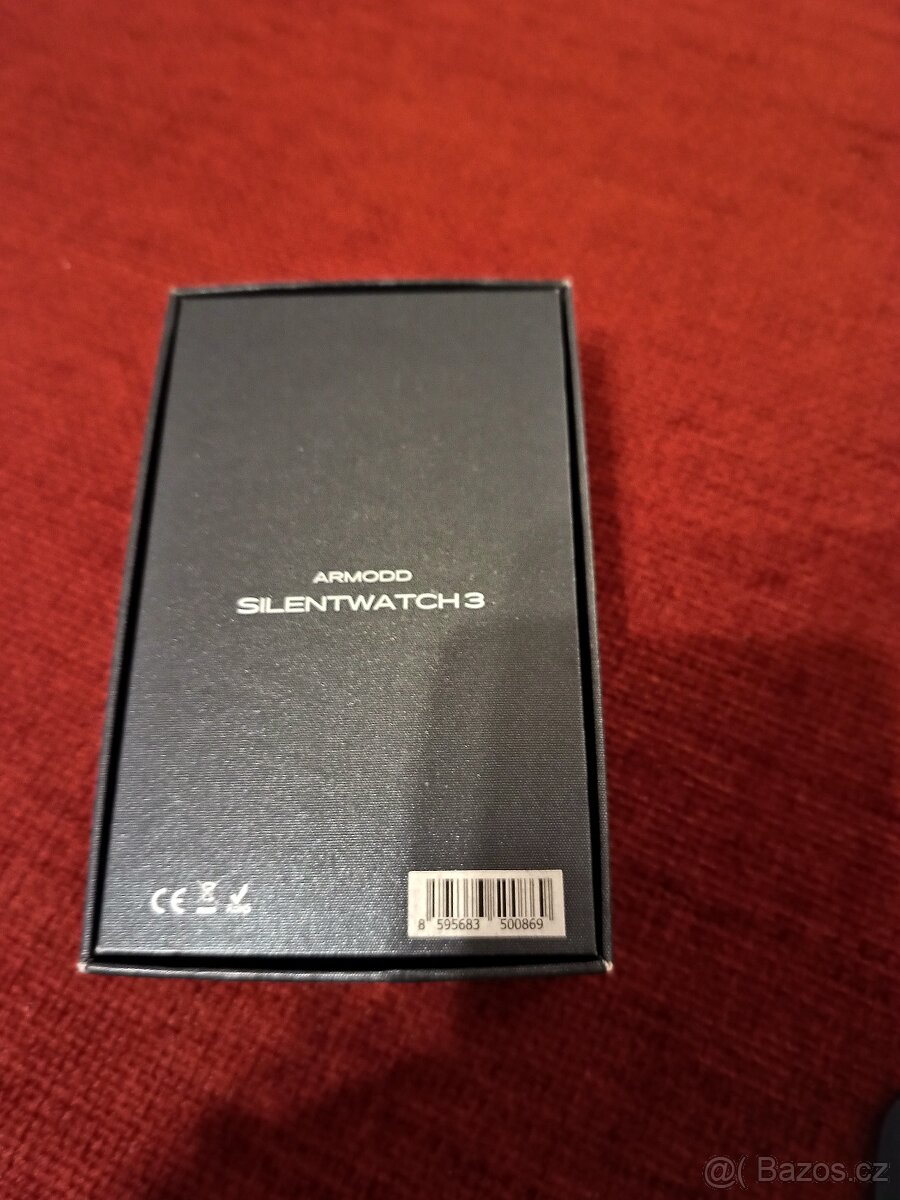 ARMODD
SILENTWATCH 3
CE
8 595683 500869
@( Bazos.cz